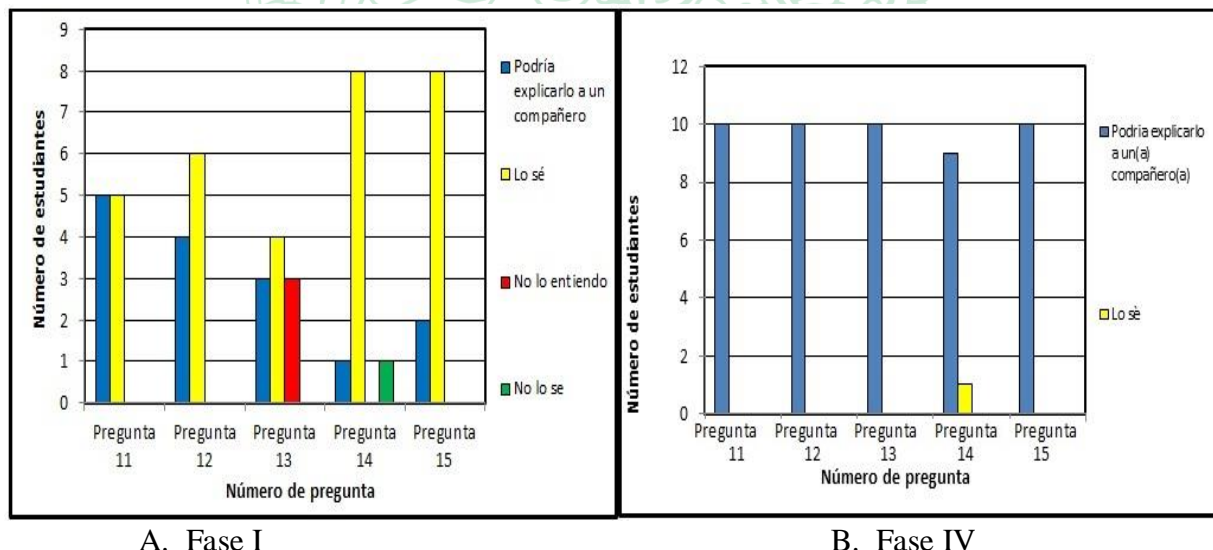 9
8
7
6
5
4
3
2
1
0
Número de estudiantes
Pregunta 11
Pregunta 12
Pregunta 13
Pregunta 14
Pregunta 15
Número de pregunta
Podría
explicarlo a un
compañero
Lo sé
No lo entiendo
No lo se
A. Fase I
12
10
8
6
4
2
0
Número de estudiantes
Pregunta 11
Pregunta 12
Pregunta 13
Pregunta 14
Pregunta 15
Número de pregunta
Podria explicarlo
a un(a)
compañero(a)
Lo sè
B. Fase IV